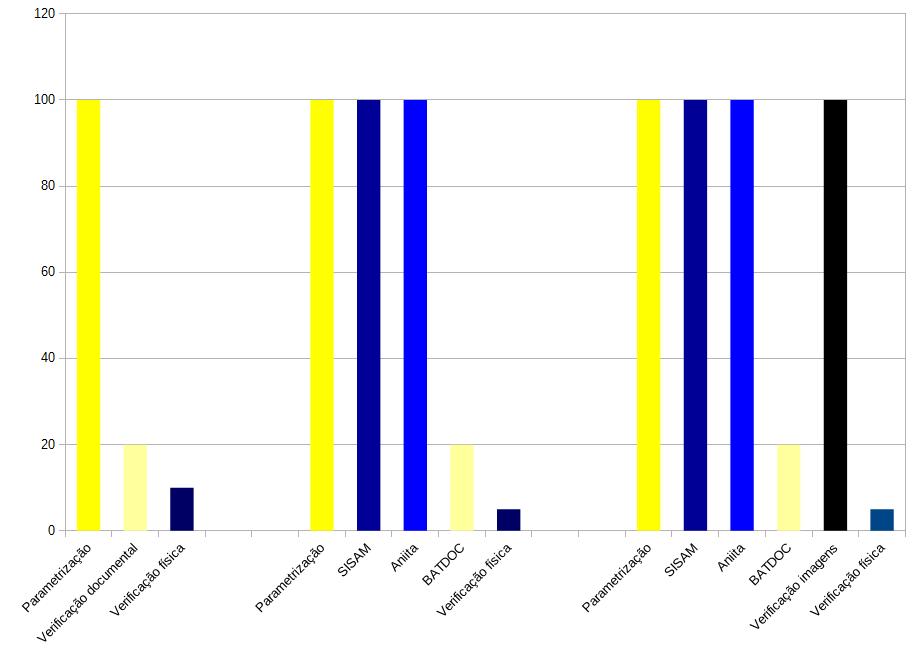 120
100
80
60
40
20
0
Parametrização
Verificação documental
Verificação física
Parametrização
SISAM
Aniita
BATDOC
Verificação física
Parametrização
SISAM
Aniita
BATDOC
Verificação imagens
Verificação física